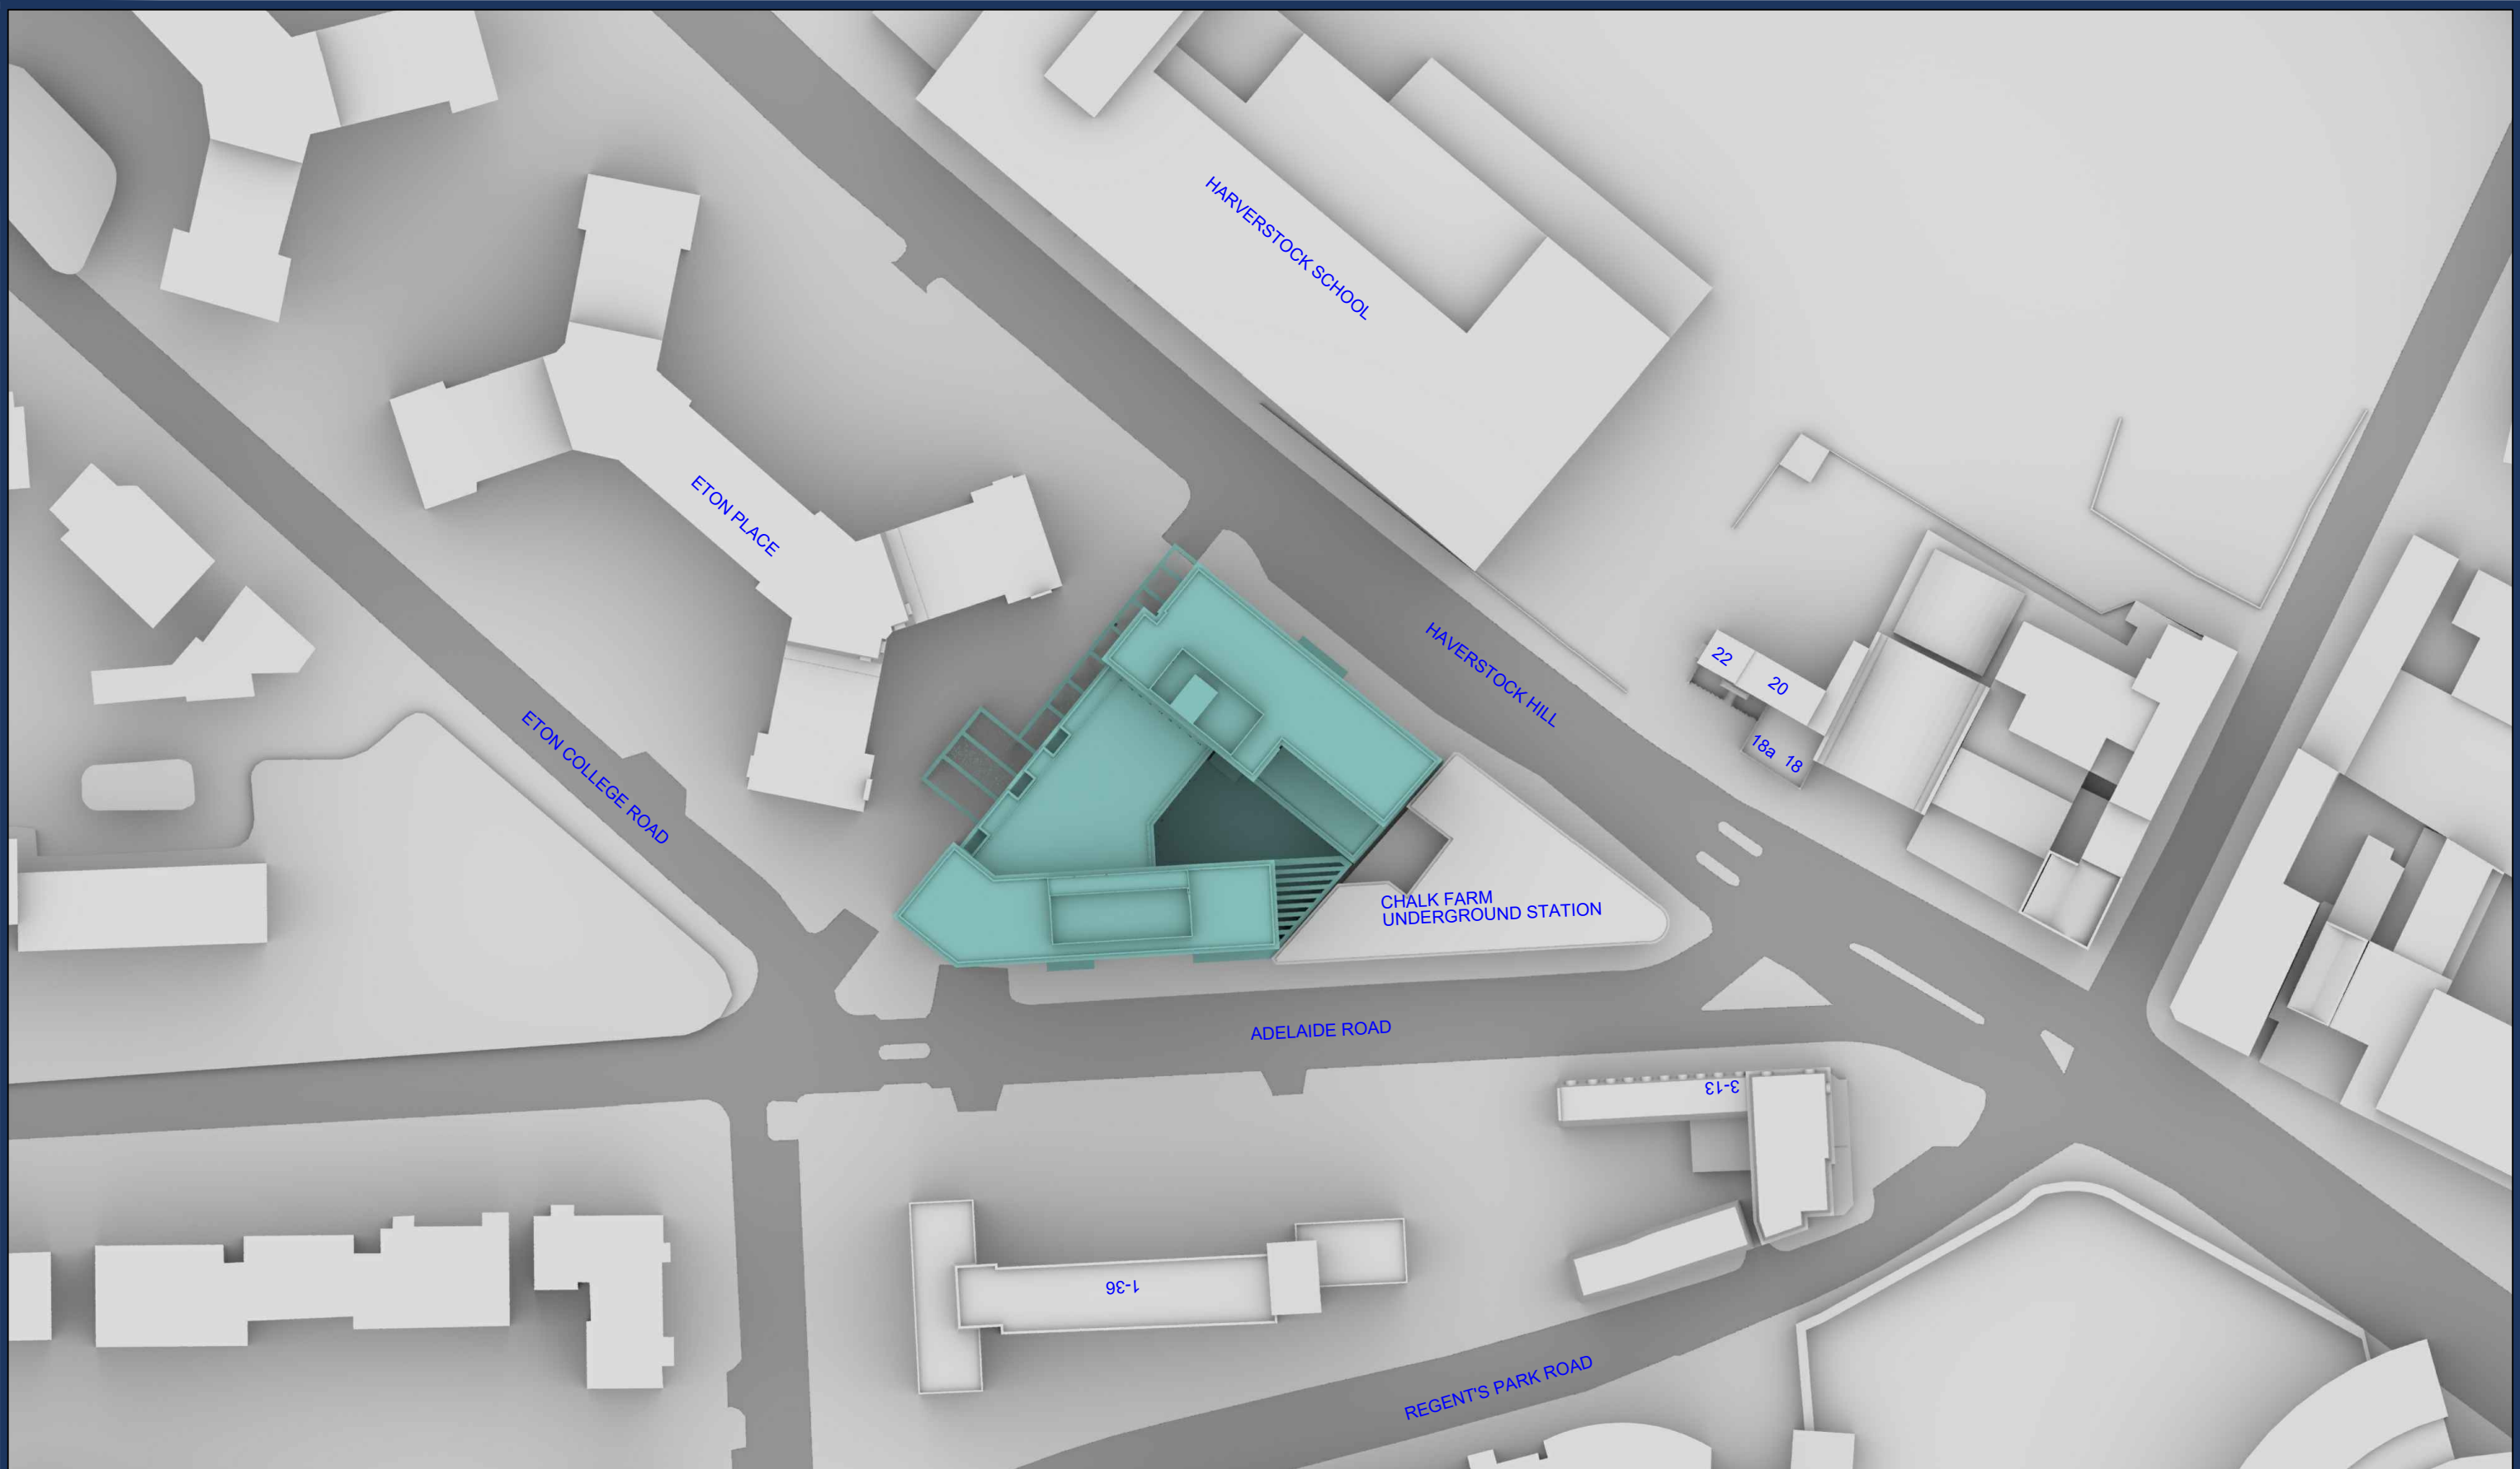 HARVERSTOCK SCHOOL
ETON PLACE
HAVERSTOCK HILL
22
20
18a 18
ETON COLLEGE ROAD
CHALK FARM
UNDERGROUND STATION
ADELAIDE ROAD
3-13
1-36
REGENT'S PARK ROAD